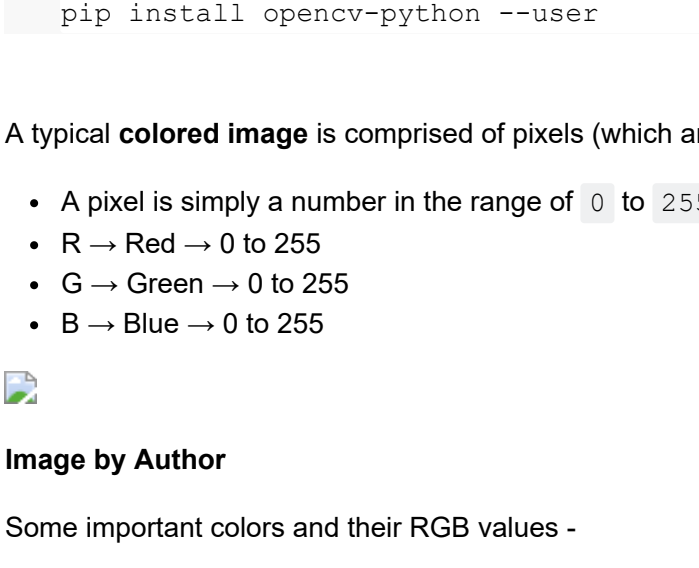 pip install opencv-python --user
A typical colored image is comprised of pixels (which
• A pixel is simply a number in the range of 0 to
• R → Red → 0 to 255
• G → Green → 0 to 255
• B → Blue → 0 to 255
Image by Author
Some important colors and their RGB values -